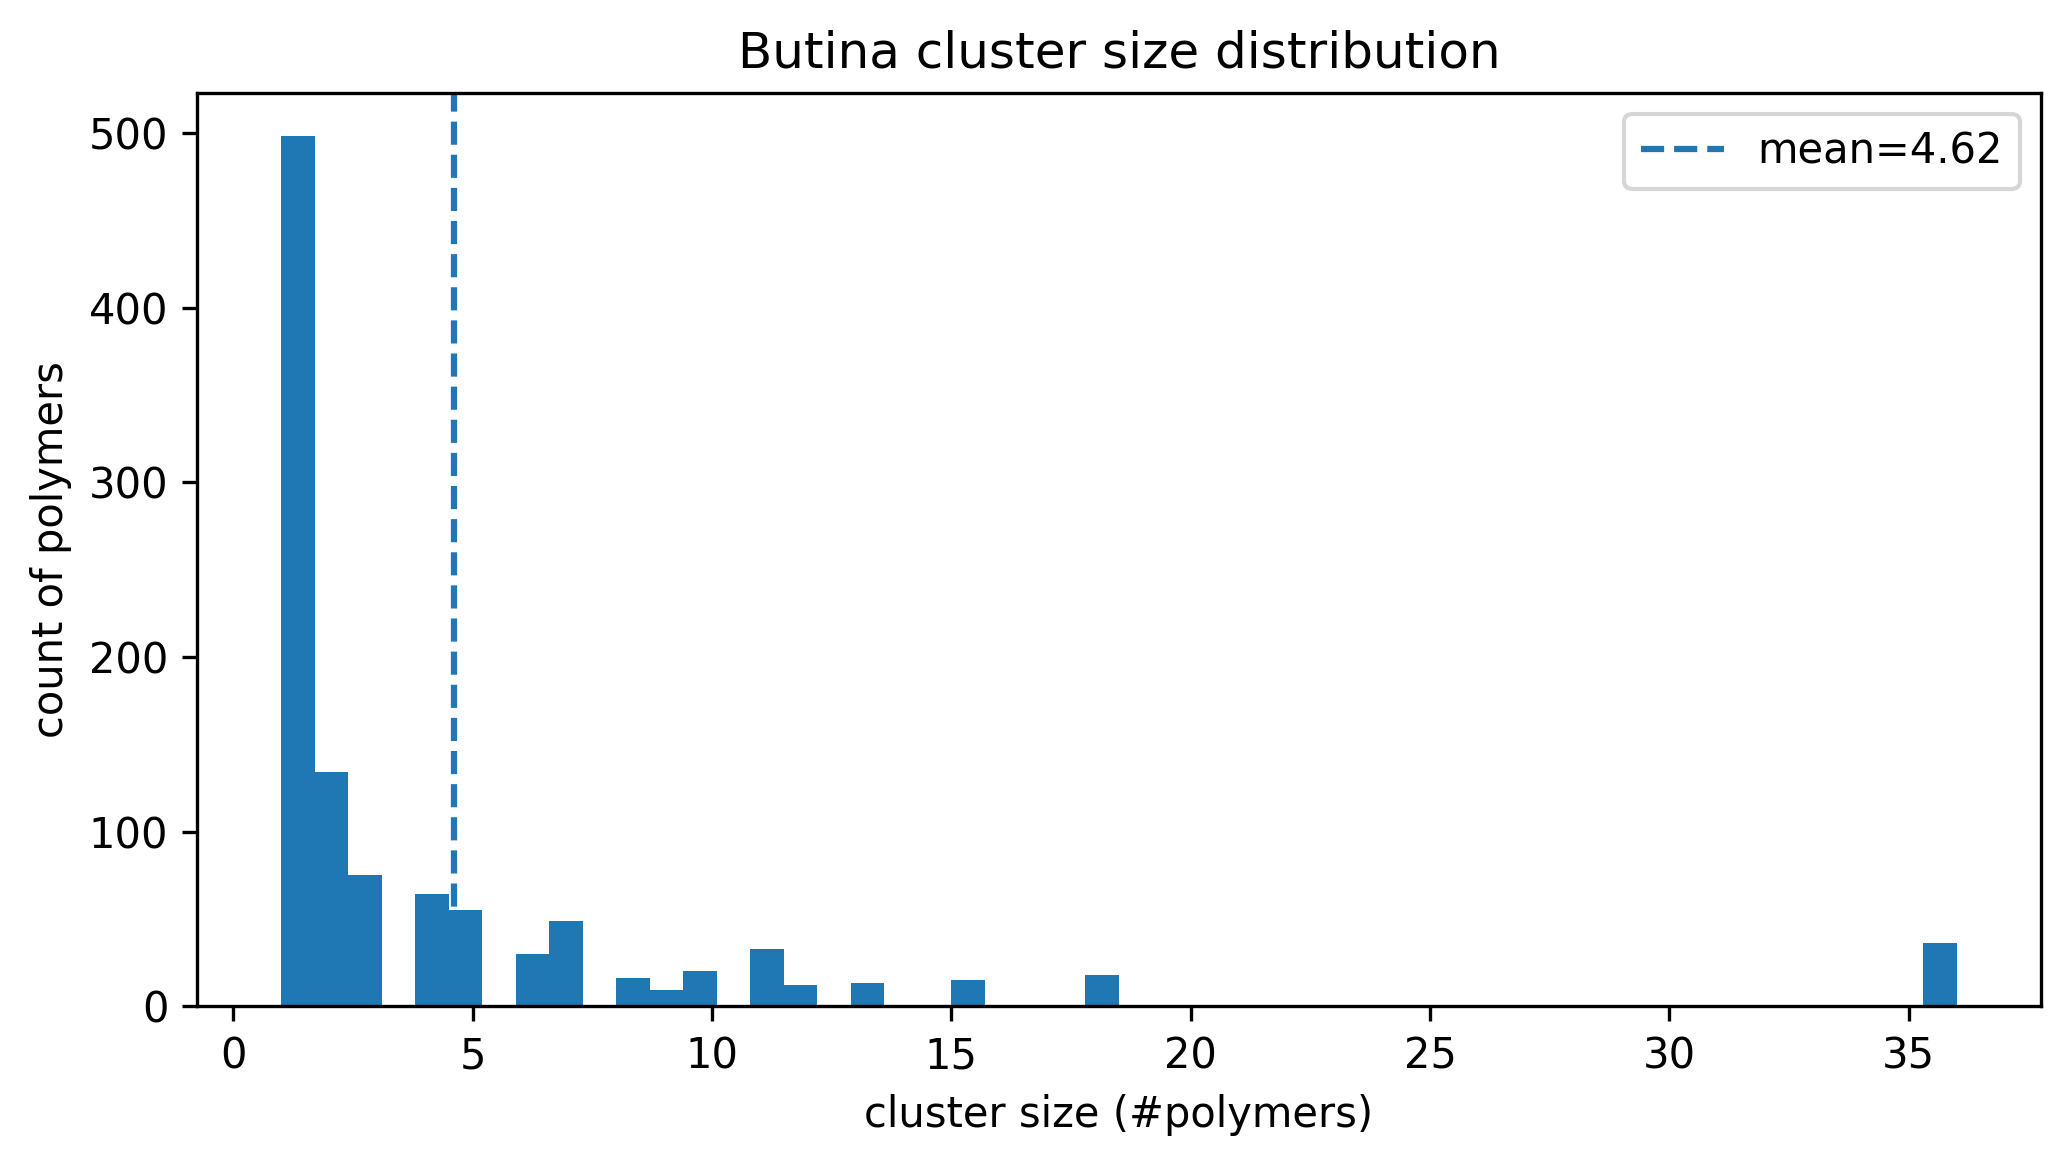 Butina cluster size distribution
mean=4.62
500
400
300
200
100
0
count of polymers
0 5 10 15 20 25 30 35
cluster size (#polymers)